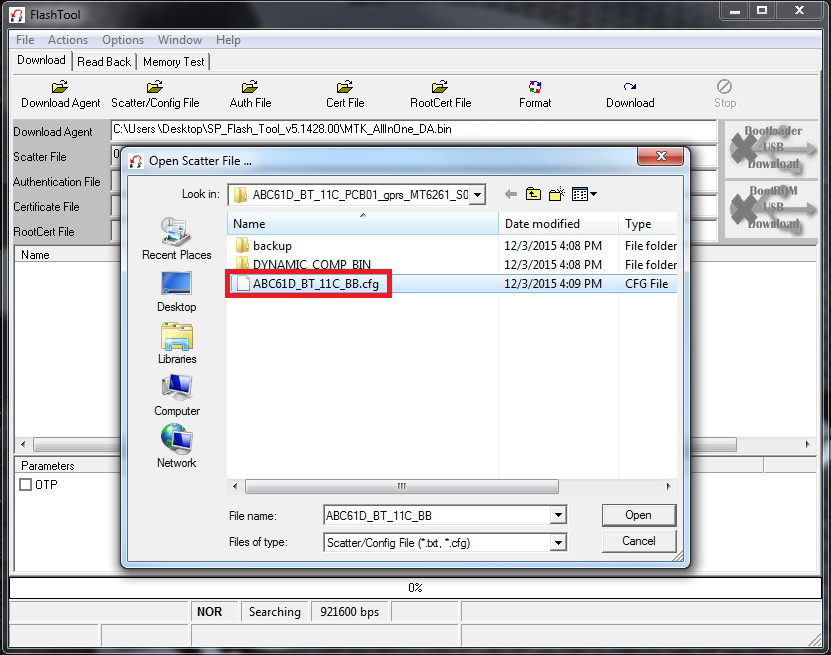 FlashTool
File Actions Options Window Help
Download Read Back Memory Test
Download Agent Scatter/Config File Auth File Cert File RootCert File Format Download Stop
Download Agent C:\Users \Desktop\SP_Flash_Tool_v5.1428.00\MTK_AllInOne_DA.bin
Scatter File
Authentication File
Certificate File
RootCert File
Bootloader
USB
Download
BootROM
USB
Download
Name
Open Scatter File ...
Look in: ABC61D_BT_11C_PCB01_gprs_MT6261_S0
Name Date modified Type
backup 12/3/2015 4:08 PM File folder
DYNAMIC_COMP_BIN 12/3/2015 4:08 PM File folder
ABC61D_BT_11C_BB.cfg 12/3/2015 4:09 PM CFG File
Recent Places
Desktop
Libraries
Computer
Network
File name: ABC61D_BT_11C_BB Open
Files of type: Scatter/Config File (*.txt, *.cfg) Cancel
Parameters
OTP
0%
NOR Searching 921600 bps